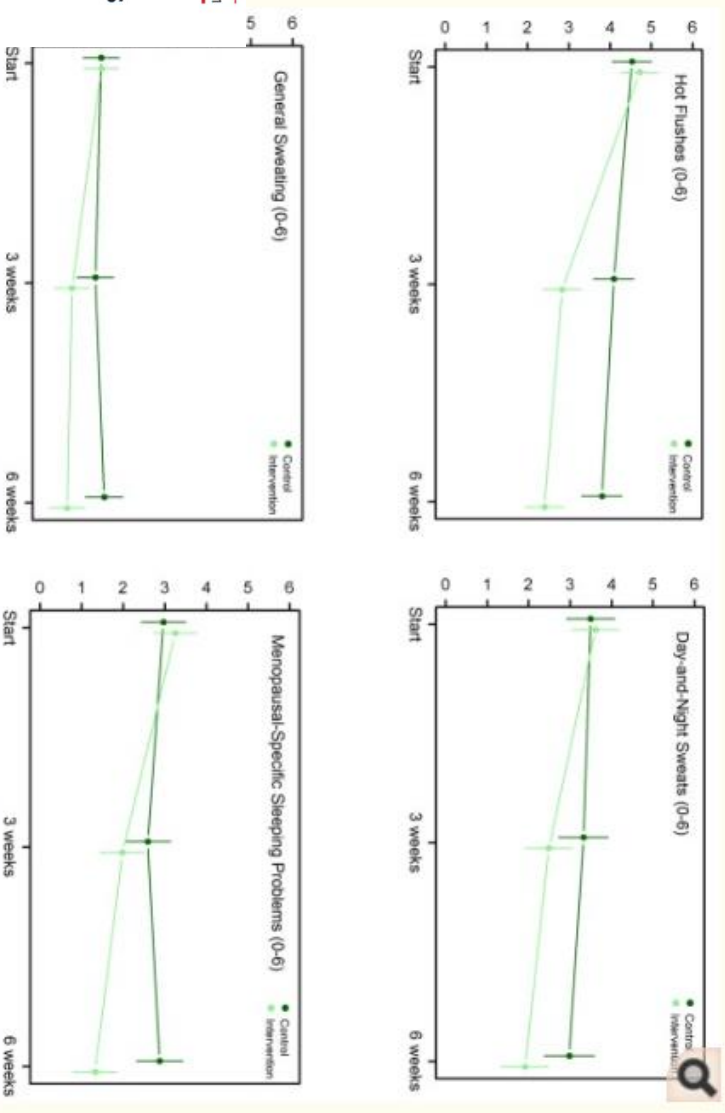 Hot Flushes (0-6)
6
5
4
3
2
1
0
Start
3 weeks
6 weeks
Control
Intervention
Day-and-Night Sweats (0-6)
6
5
4
3
2
1
0
Start
3 weeks
6 weeks
Control
Intervention
General Sweating (0-6)
6
5
Start
3 weeks
6 weeks
Control
Intervention
Menopausal-Specific Sleeping Problems (0-6)
6
5
4
3
2
1
0
Start
3 weeks
6 weeks
Control
Intervention